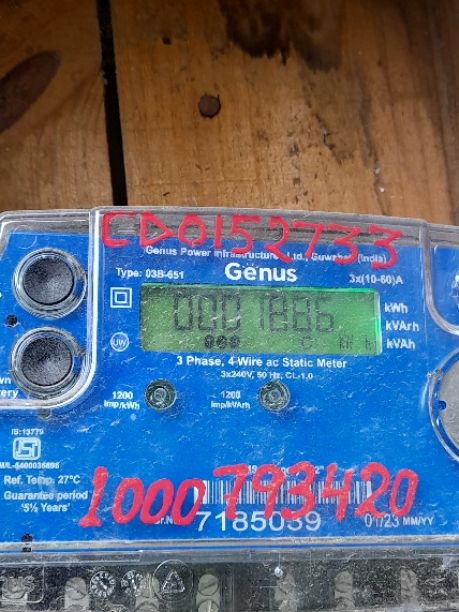 CD0152733
Genus Power Infrastructures Ltd., Guwahati (India)
Type: 03B-651
Genus
3x(10-60)A
0001886
kWh
kVArh
kVAh
UW
3 Phase, 4 Wire ac Static Meter
3x240V, 50 Hz, CL-1.0
1200
imp/kWh
1200
imp/kVArh
IS:13779
Ref. Temp. 27°C
Guarantee period
'5½ Years'
1000793420
7185039
01/23 MM/YY